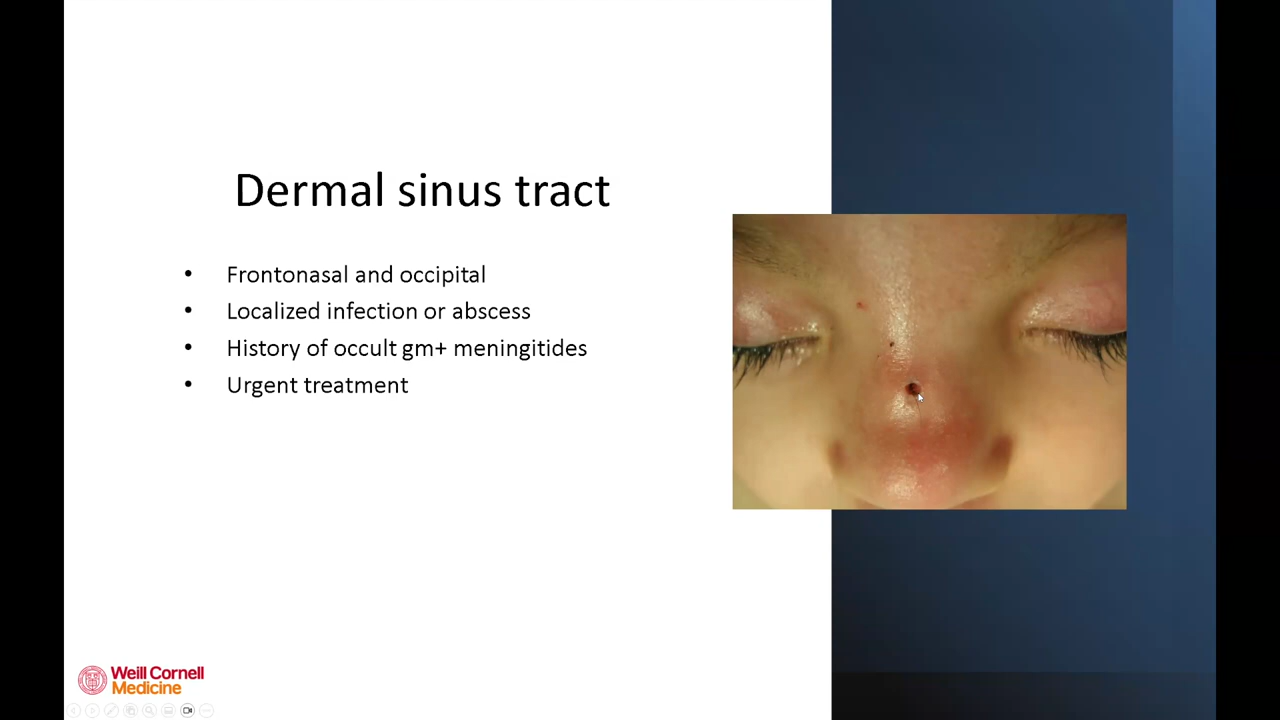 Dermal sinus tract
• Frontonasal and occipital
• Localized infection or abscess
• History of occult gm+ meningitides
• Urgent treatment
Weill Cornell
Medicine